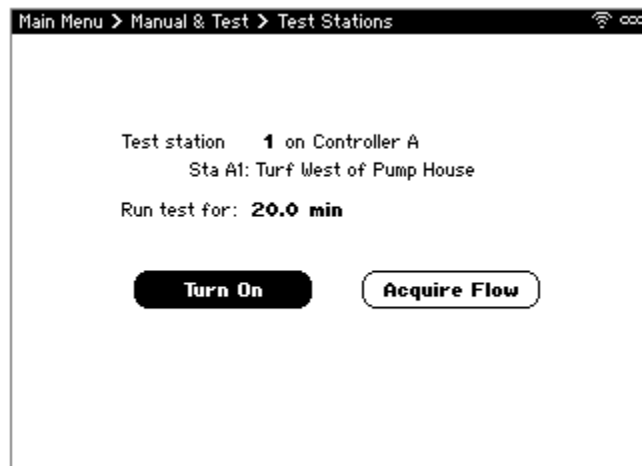 Main Menu > Manual & Test > Test Stations
Test station 1 on Controller A
Sta A1: Turf West of Pump House
Run test for: 20.0 min
Turn On Acquire Flow